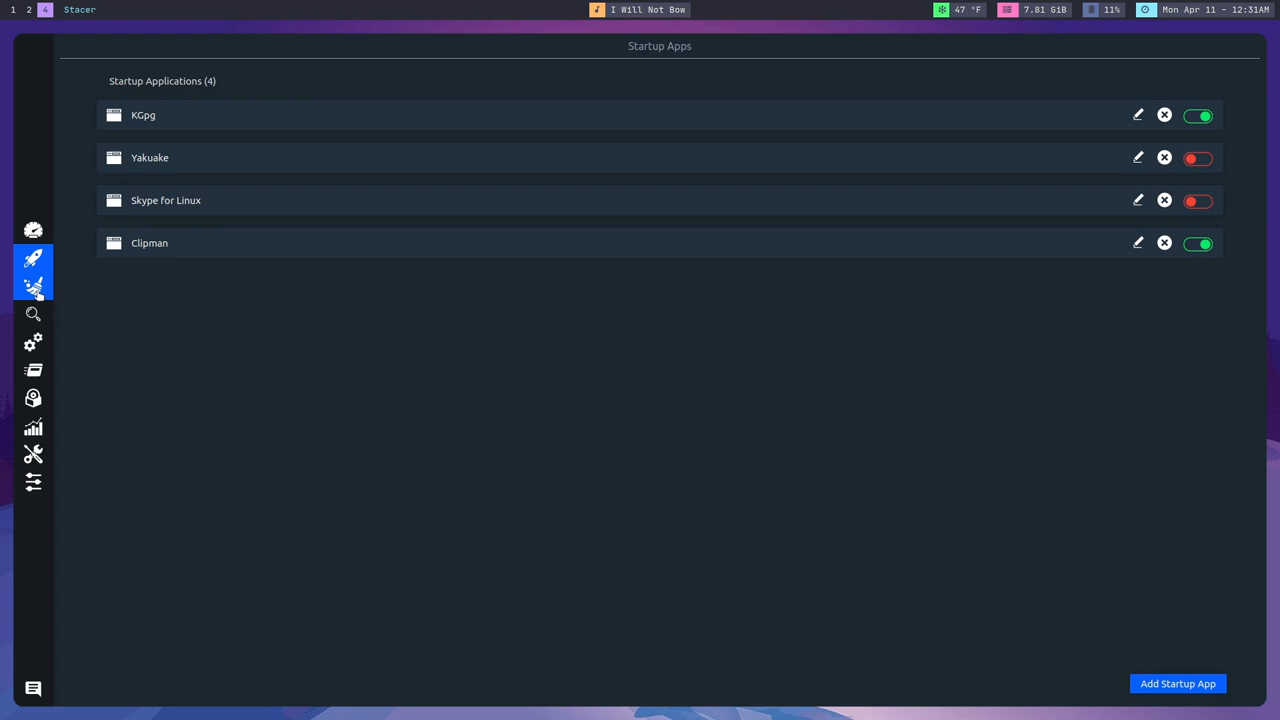 1 2 4 Stacer I Will Not Bow 47 °F 7.81 GiB 11% Mon Apr 11 - 12:31AM
Startup Apps
Startup Applications (4)
KGpg
Yakuake
Skype for Linux
Clipman
Add Startup App